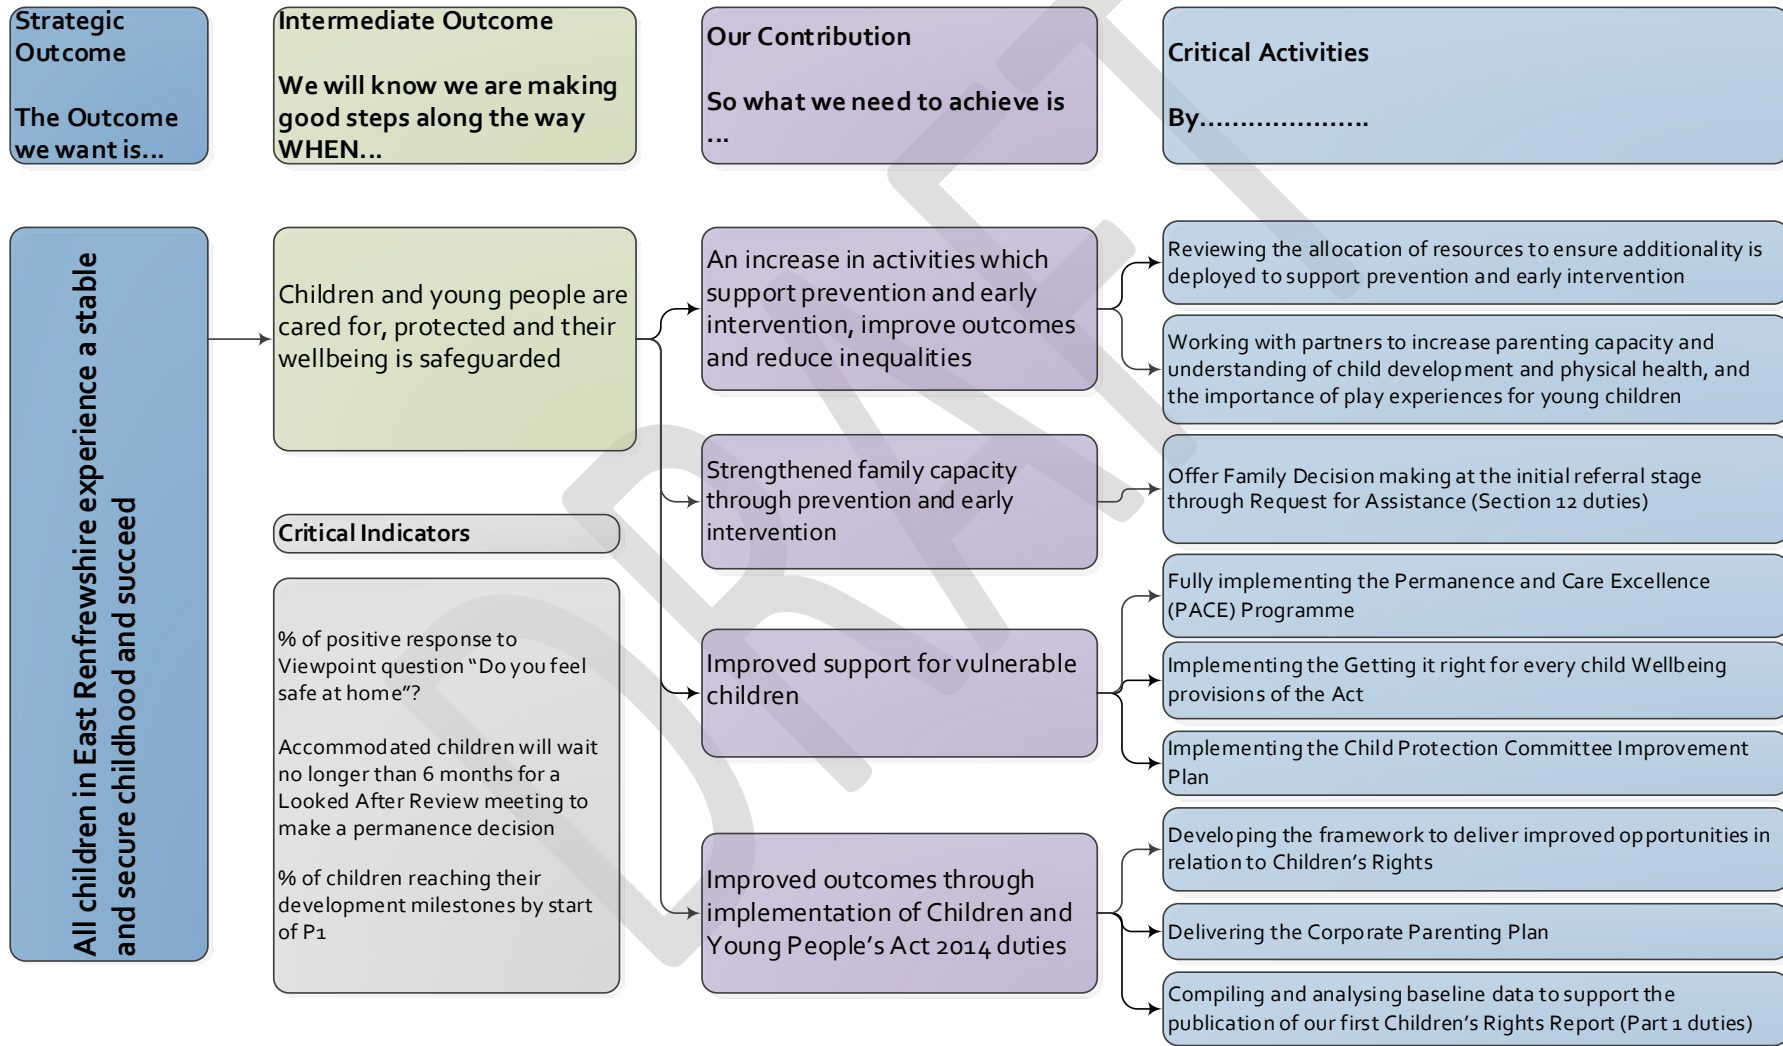 Strategic
Outcome
The Outcome
we want is...
Intermediate Outcome
We will know we are making
good steps along the way
WHEN...
Our Contribution
So what we need to achieve is
...
Critical Activities
By.....................
All children in East Renfrewshire experience a stable
and secure childhood and succeed
Children and young people are
cared for, protected and their
wellbeing is safeguarded
Critical Indicators
% of positive response to
Viewpoint question “Do you feel
safe at home”?
Accommodated children will wait
no longer than 6 months for a
Looked After Review meeting to
make a permanence decision
% of children reaching their
development milestones by start
of P1
An increase in activities which
support prevention and early
intervention, improve outcomes
and reduce inequalities
Strengthened family capacity
through prevention and early
intervention
Improved support for vulnerable
children
Improved outcomes through
implementation of Children and
Young People’s Act 2014 duties
Reviewing the allocation of resources to ensure additionality is
deployed to support prevention and early intervention
Working with partners to increase parenting capacity and
understanding of child development and physical health, and
the importance of play experiences for young children
Offer Family Decision making at the initial referral stage
through Request for Assistance (Section 12 duties)
Fully implementing the Permanence and Care Excellence
(PACE) Programme
Implementing the Getting it right for every child Wellbeing
provisions of the Act
Implementing the Child Protection Committee Improvement
Plan
Developing the framework to deliver improved opportunities in
relation to Children’s Rights
Delivering the Corporate Parenting Plan
Compiling and analysing baseline data to support the
publication of our first Children’s Rights Report (Part 1 duties)
DRAFT